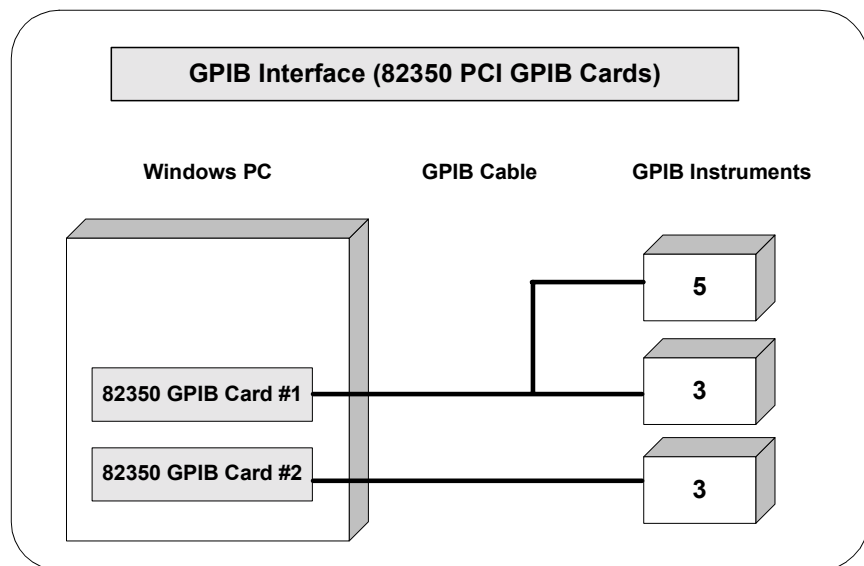 GPIB Interface (82350 PCI GPIB Cards)
Windows PC
GPIB Cable
GPIB Instruments
5
82350 GPIB Card #1
3
82350 GPIB Card #2
3